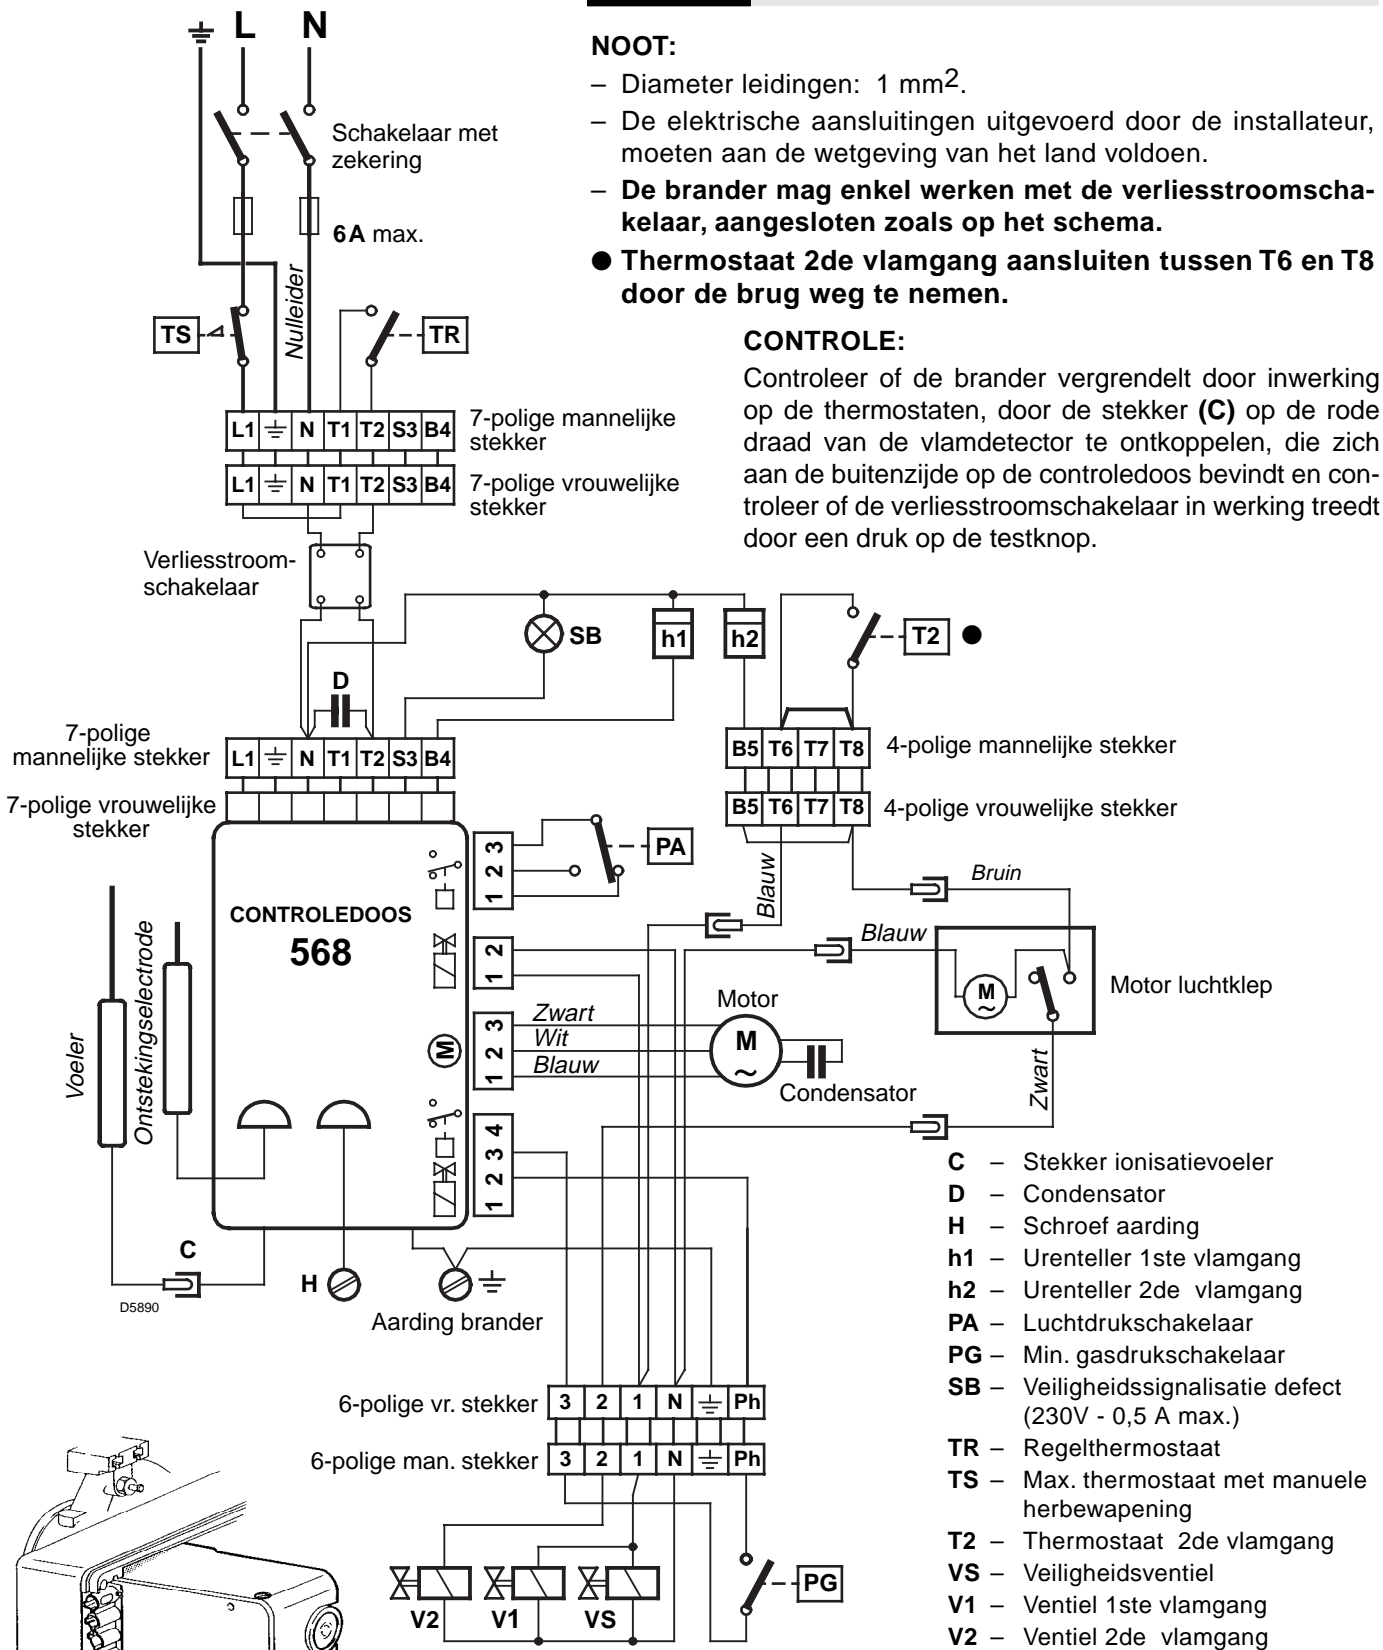 L N
NOOT:
– Diameter leidingen: 1 mm2.
– De elektrische aansluitingen uitgevoerd door de installateur,
moeten aan de wetgeving van het land voldoen.
– De brander mag enkel werken met de verliesstroomscha-
kelaar, aangesloten zoals op het schema.
● Thermostaat 2de vlamgang aansluiten tussen T6 en T8
door de brug weg te nemen.
CONTROLE:
Controleer of de brander vergrendelt door inwerking
op de thermostaten, door de stekker (C) op de rode
draad van de vlamdetector te ontkoppelen, die zich
aan de buitenzijde op de controledoos bevindt en con-
troleer of de verliesstroomschakelaar in werking treedt
door een druk op de testknop.
Schakelaar met
zekering
6A max.
Nulleider
TS
TR
L1 N T1 T2 S3 B4
7-polige mannelijke
stekker
L1 N T1 T2 S3 B4
7-polige vrouwelijke
stekker
Verliesstroom-
schakelaar
SB
h1
h2
T2 ●
D
7-polige
mannelijke stekker
L1 N T1 T2 S3 B4
7-polige vrouwelijke
stekker
B5 T6 T7 T8
4-polige mannelijke stekker
B5 T6 T7 T8
4-polige vrouwelijke stekker
CONTROLEDOOS
568
3
2
1
PA
2
1
3
2
1
M
4
3
2
1
Blauw
Bruin
Blauw
Motor luchtklep
M
~
Zwart
Zwart
Wit
Blauw
Motor
M
~
Condensator
Voeler
Ontstekingselectrode
C
D5890
H
Aarding brander
6-polige vr. stekker
3 2 1 N Ph
6-polige man. stekker
3 2 1 N Ph
V2
V1
VS
PG
C – Stekker ionisatievoeler
D – Condensator
H – Schroef aarding
h1 – Urenteller 1ste vlamgang
h2 – Urenteller 2de vlamgang
PA – Luchtdrukschakelaar
PG – Min. gasdrukschakelaar
SB – Veiligheidssignalisatie defect
(230V - 0,5 A max.)
TR – Regelthermostaat
TS – Max. thermostaat met manuele
herbewapening
T2 – Thermostaat 2de vlamgang
VS – Veiligheidsventiel
V1 – Ventiel 1ste vlamgang
V2 – Ventiel 2de vlamgang